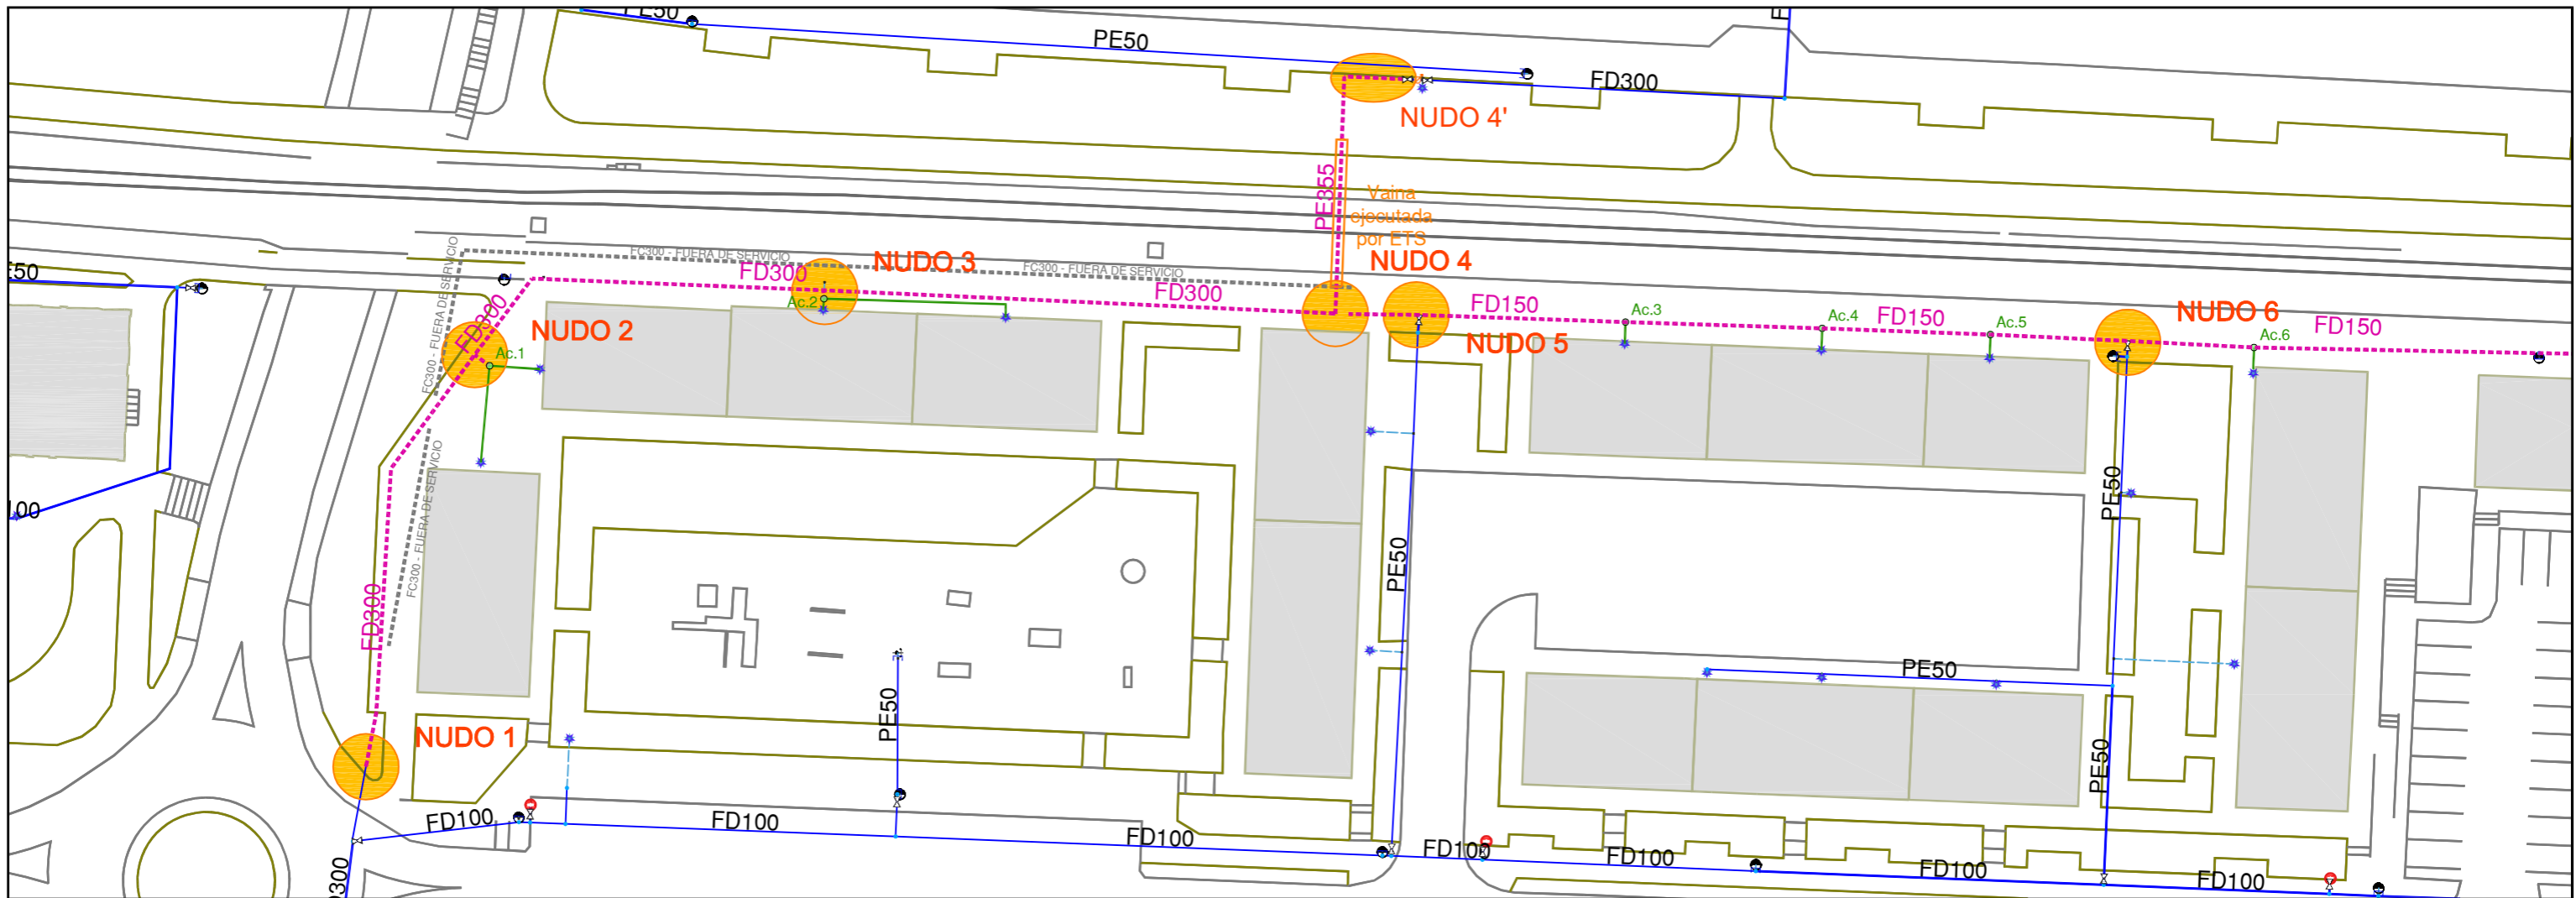 PE50
PE50
FD300
NUDO 4'
PE355
Vaina
ejecutada
por ETS
FC300 - FUERA DE SERVICIO
FC300 - FUERA DE SERVICIO
FC300 - FUERA DE SERVICIO
FC300 - FUERA DE SERVICIO
FD300
NUDO 3
NUDO 4
FD300
Ac.2
FD150
Ac.3
Ac.4
FD150
Ac.5
NUDO 6
Ac.6
FD150
FD300
NUDO 2
Ac.1
NUDO 5
PE50
PE50
FD300
PE50
PE50
PE50
NUDO 1
FD100
FD100
FD100
FD100
FD100
FD100
FD100